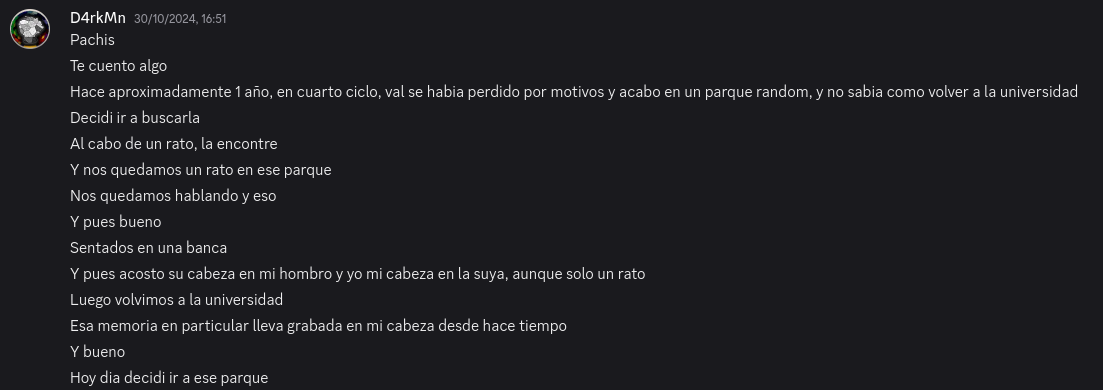 D4rkMn 30/10/2024, 16:51
Pachis
Te cuento algo
Hace aproximadamente 1 año, en cuarto ciclo, val se habia perdido por motivos y acabo en un parque random, y no sabia como volver a la universidad
Decidi ir a buscarla
Al cabo de un rato, la encontre
Y nos quedamos un rato en ese parque
Nos quedamos hablando y eso
Y pues bueno
Sentados en una banca
Y pues acosto su cabeza en mi hombro y yo mi cabeza en la suya, aunque solo un rato
Luego volvimos a la universidad
Esa memoria en particular lleva grabada en mi cabeza desde hace tiempo
Y bueno
Hoy dia decidi ir a ese parque